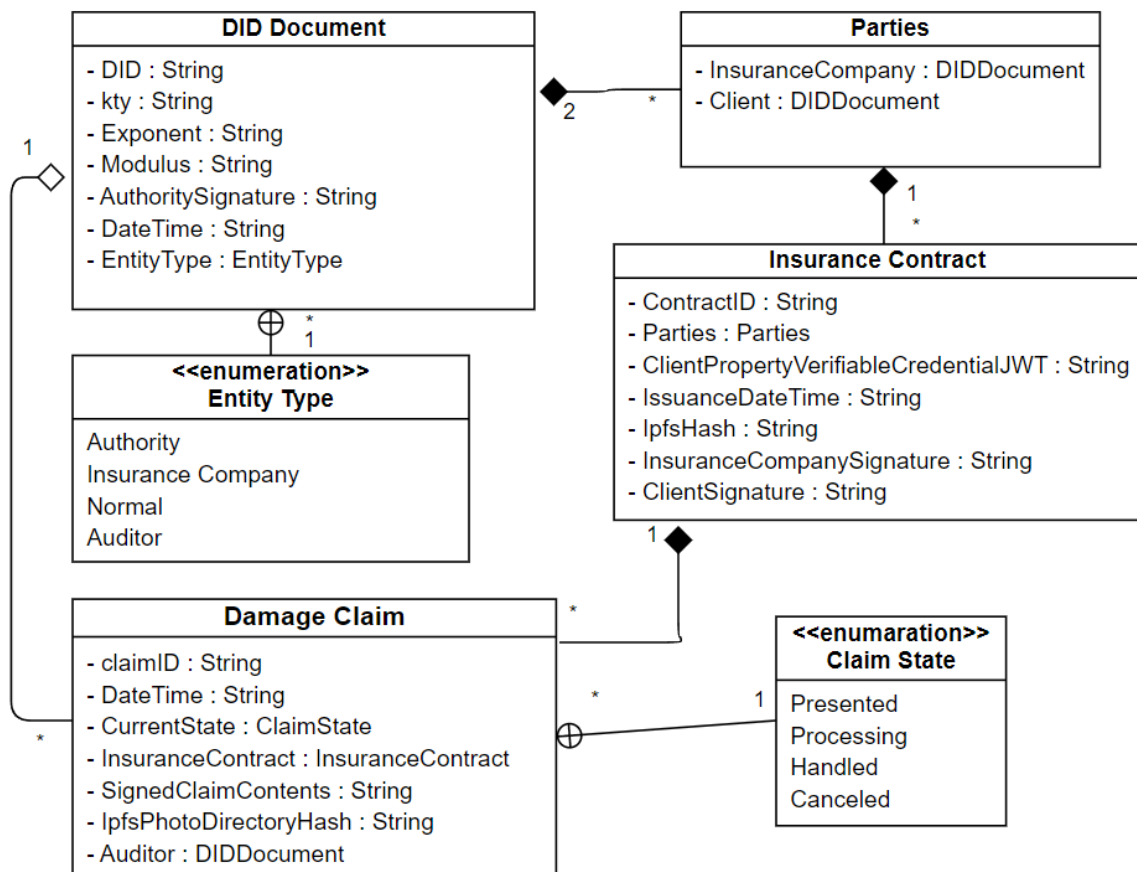 DID Document
- DID : String
- kty : String
- Exponent : String
- Modulus : String
- AuthoritySignature : String
- DateTime : String
- EntityType : EntityType
Parties
- InsuranceCompany : DIDDocument
- Client : DIDDocument
2
*
1
1
*
Insurance Contract
- ContractID : String
- Parties : Parties
- ClientPropertyVerifiableCredentialJWT : String
- IssuanceDateTime : String
- IpfsHash : String
- InsuranceCompanySignature : String
- ClientSignature : String
*
1
<<enumeration>>
Entity Type
Authority
Insurance Company
Normal
Auditor
1
*
Damage Claim
- claimID : String
- DateTime : String
- CurrentState : ClaimState
- InsuranceContract : InsuranceContract
- SignedClaimContents : String
- IpfsPhotoDirectoryHash : String
- Auditor : DIDDocument
*
*
1
<<enumaration>>
Claim State
Presented
Processing
Handled
Canceled